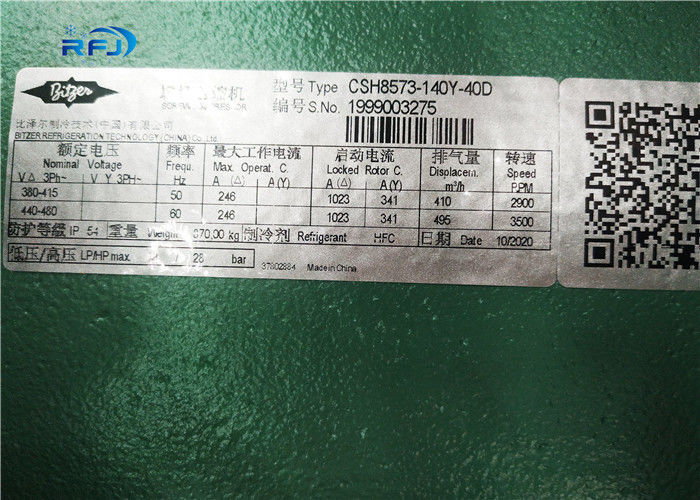 RFJ
Bitzer
机
型号 Type CSH8573-140Y-40D
编号 S.No. 1999003275
比泽尔制冷技术(中国)有限公司
BITZER REFRIGERATION TECHNOLOGY (CHINA) Co., Ltd.
额定电压 频率 最大工作电流 启动电流 排气量 转速
Nominal Voltage Frequ. Max. Operat. C. Locked Rotor C. Displacem. Speed
V △ 3Ph~ V Y 3PH~ Hz A (△) A (Y) A (△) A (Y) m³/h RPM
380-415 50 246 1023 341 410 2900
440-480 60 246 1023 341 495 3500
防护等级 IP 54 重量 Weight 870,00 kg 制冷剂 Refrigerant HFC 日期 Date 10/2020
低压/高压 LP/HP max. / 28 bar
37802884 Made in China